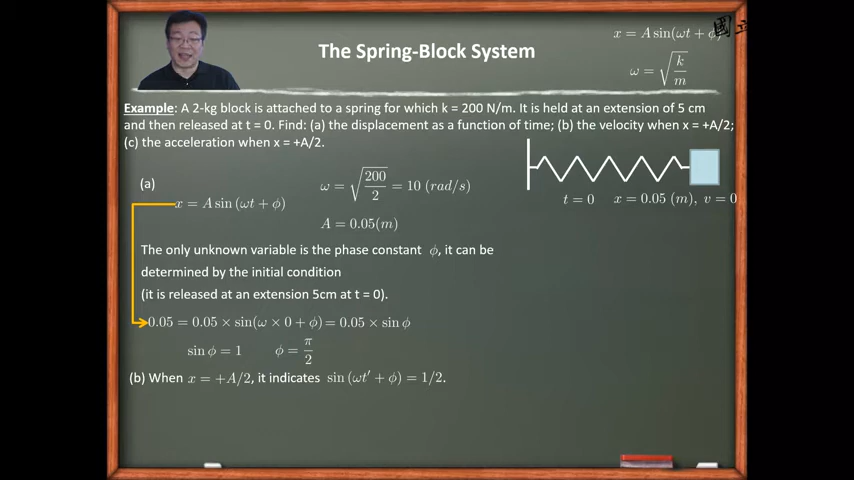 The Spring-Block System
x = A sin(ωt + ϕ)
國立
ω = √(k/m)
Example: A 2-kg block is attached to a spring for which k = 200 N/m. It is held at an extension of 5 cm
and then released at t = 0. Find: (a) the displacement as a function of time; (b) the velocity when x = +A/2;
(c) the acceleration when x = +A/2.
(a)
x = A sin (ωt + ϕ)
ω = √(200/2) = 10 (rad/s)
A = 0.05(m)
t = 0 x = 0.05 (m), v = 0
The only unknown variable is the phase constant ϕ, it can be
determined by the initial condition
(it is released at an extension 5cm at t = 0).
0.05 = 0.05 × sin(ω × 0 + ϕ) = 0.05 × sin ϕ
sin ϕ = 1 ϕ = π/2
(b) When x = +A/2, it indicates sin (ωt′ + ϕ) = 1/2.